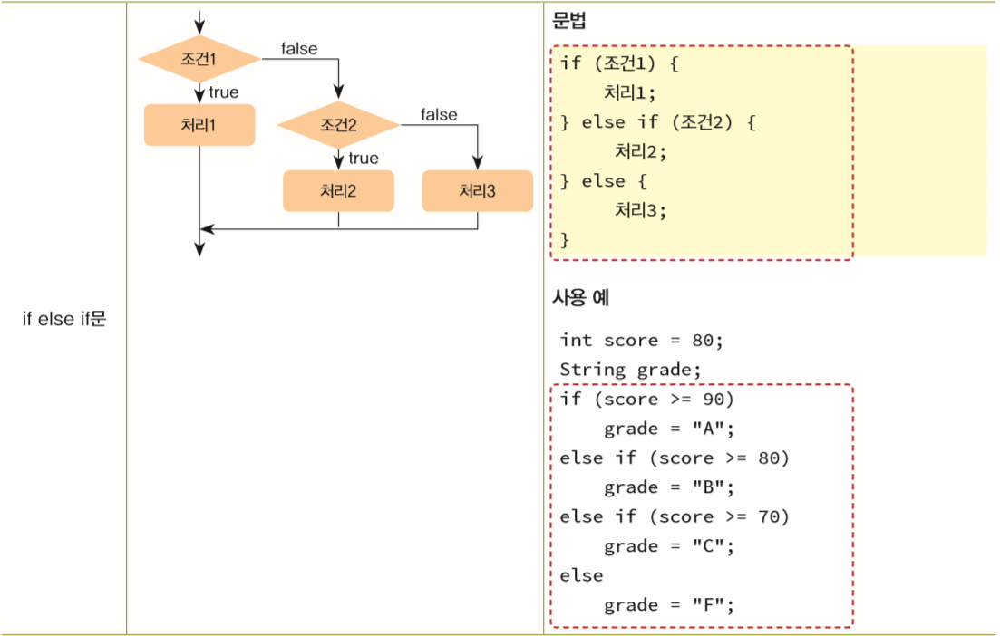 if else if문
조건1
false
true
처리1
조건2
false
true
처리2
처리3
문법
if (조건1) {
    처리1;
} else if (조건2) {
    처리2;
} else {
    처리3;
}
사용 예
int score = 80;
String grade;
if (score >= 90)
    grade = "A";
else if (score >= 80)
    grade = "B";
else if (score >= 70)
    grade = "C";
else
    grade = "F";